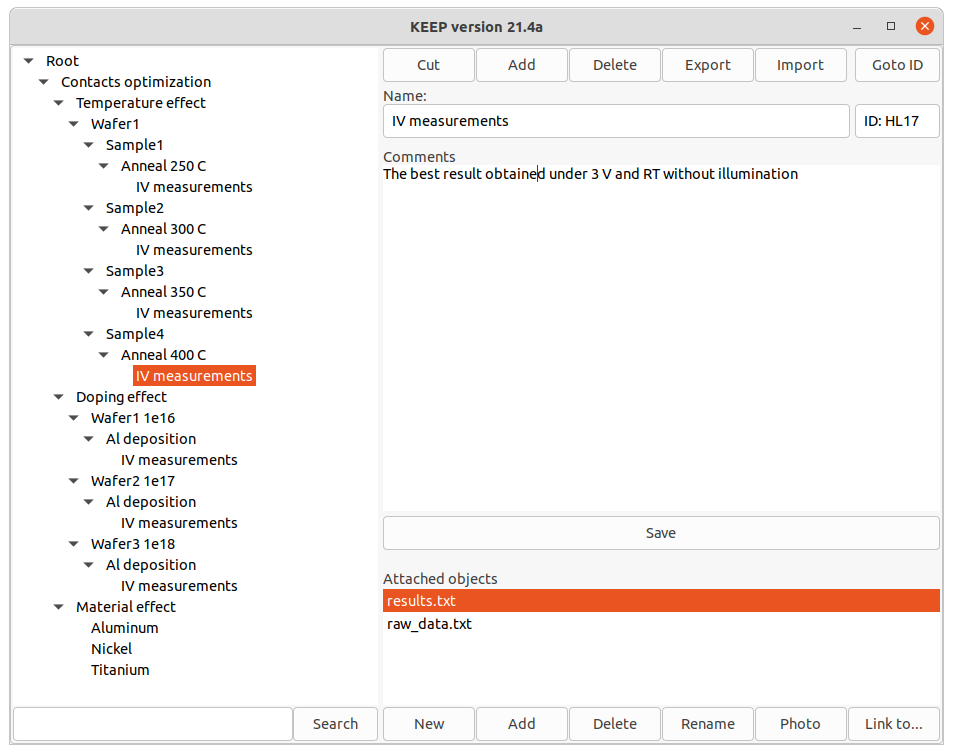 KEEP version 21.4a
Root
Contacts optimization
Temperature effect
Wafer1
Sample1
Anneal 250 C
IV measurements
Sample2
Anneal 300 C
IV measurements
Sample3
Anneal 350 C
IV measurements
Sample4
Anneal 400 C
IV measurements
Doping effect
Wafer1 1e16
Al deposition
IV measurements
Wafer2 1e17
Al deposition
IV measurements
Wafer3 1e18
Al deposition
IV measurements
Material effect
Aluminum
Nickel
Titanium
Search
Cut Add Delete Export Import Goto ID
Name:
IV measurements ID: HL17
Comments
The best result obtained under 3 V and RT without illumination
Save
Attached objects
results.txt
raw_data.txt
New Add Delete Rename Photo Link to...